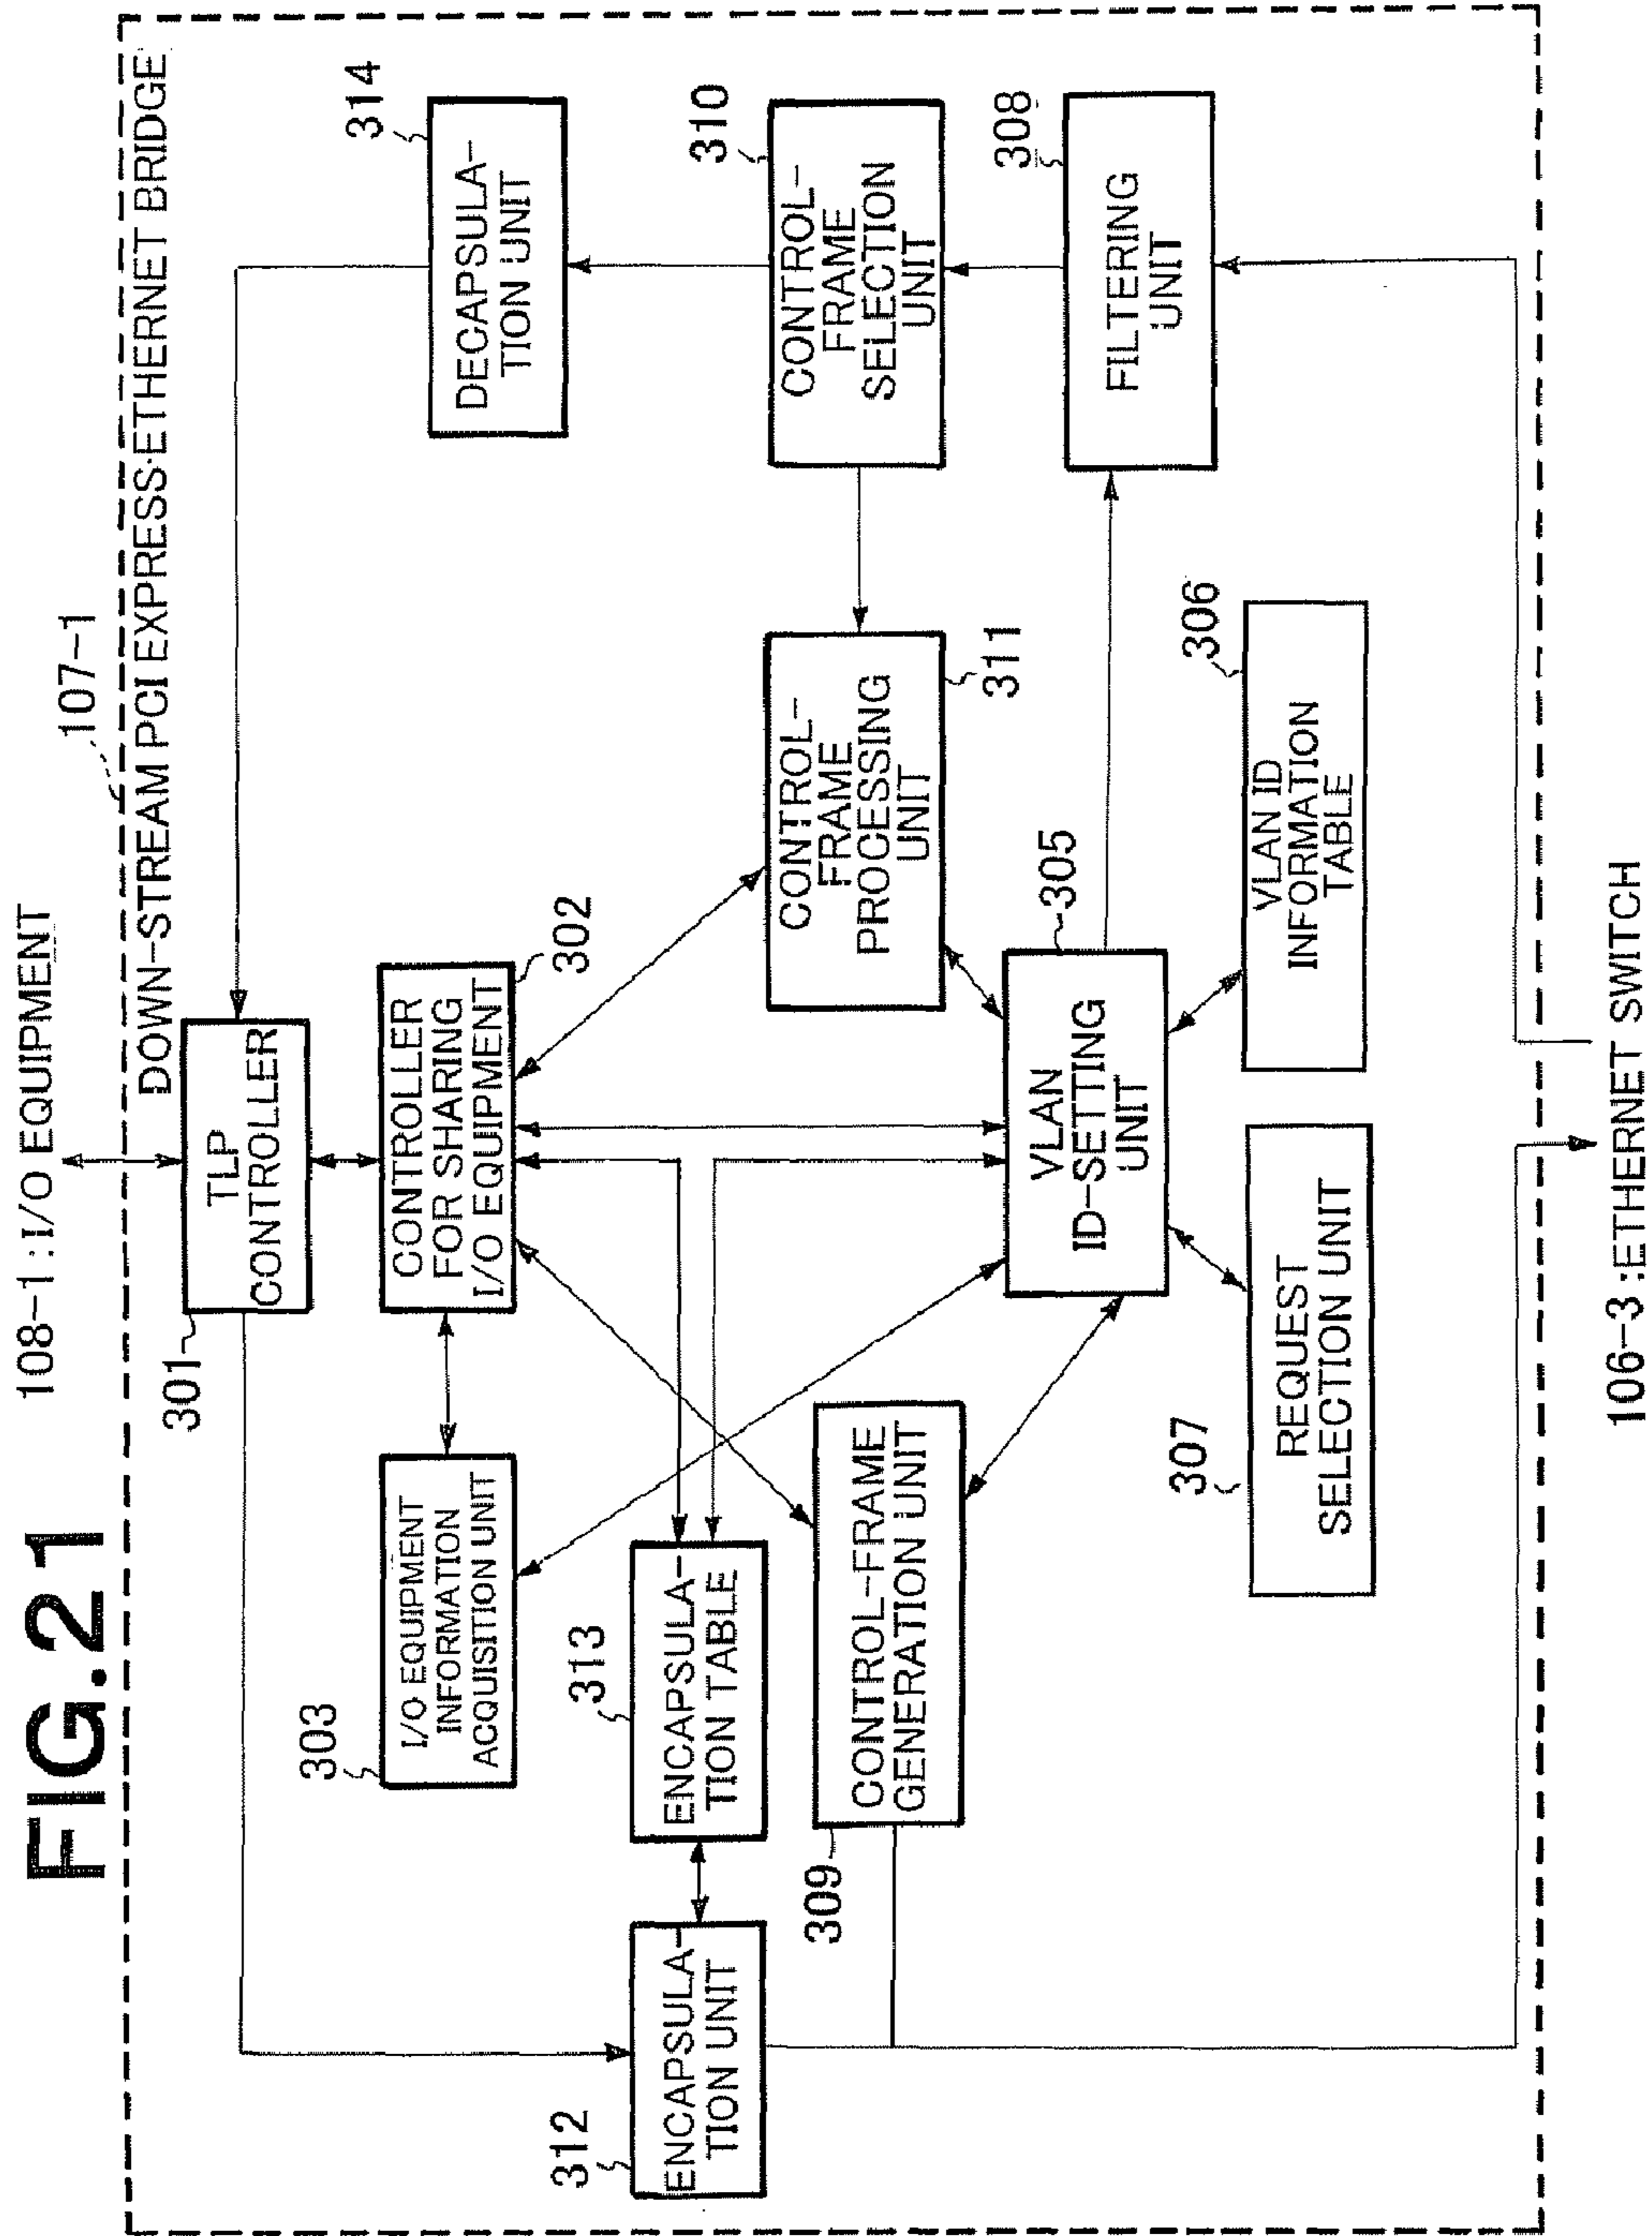 FIG.21
108-1 :I/O EQUIPMENT
107-1
DOWN-STREAM PCI EXPRESS·ETHERNET BRIDGE
301
TLP
CONTROLLER
314
DECAPSULA-
TION UNIT
303
I/O EQUIPMENT
INFORMATION
ACQUISITION UNIT
CONTROLLER
FOR SHARING
I/O EQUIPMENT
302
312
ENCAPSULA-
TION UNIT
313
ENCAPSULA-
TION TABLE
310
CONTROL-
FRAME
SELECTION
UNIT
309
CONTROL-FRAME
GENERATION UNIT
CONTROL-
FRAME
PROCESSING
UNIT
311
305
VLAN
ID-SETTING
UNIT
308
FILTERING
UNIT
307
REQUEST
SELECTION UNIT
306
VLAN ID
INFORMATION
TABLE
106-3 :ETHERNET SWITCH